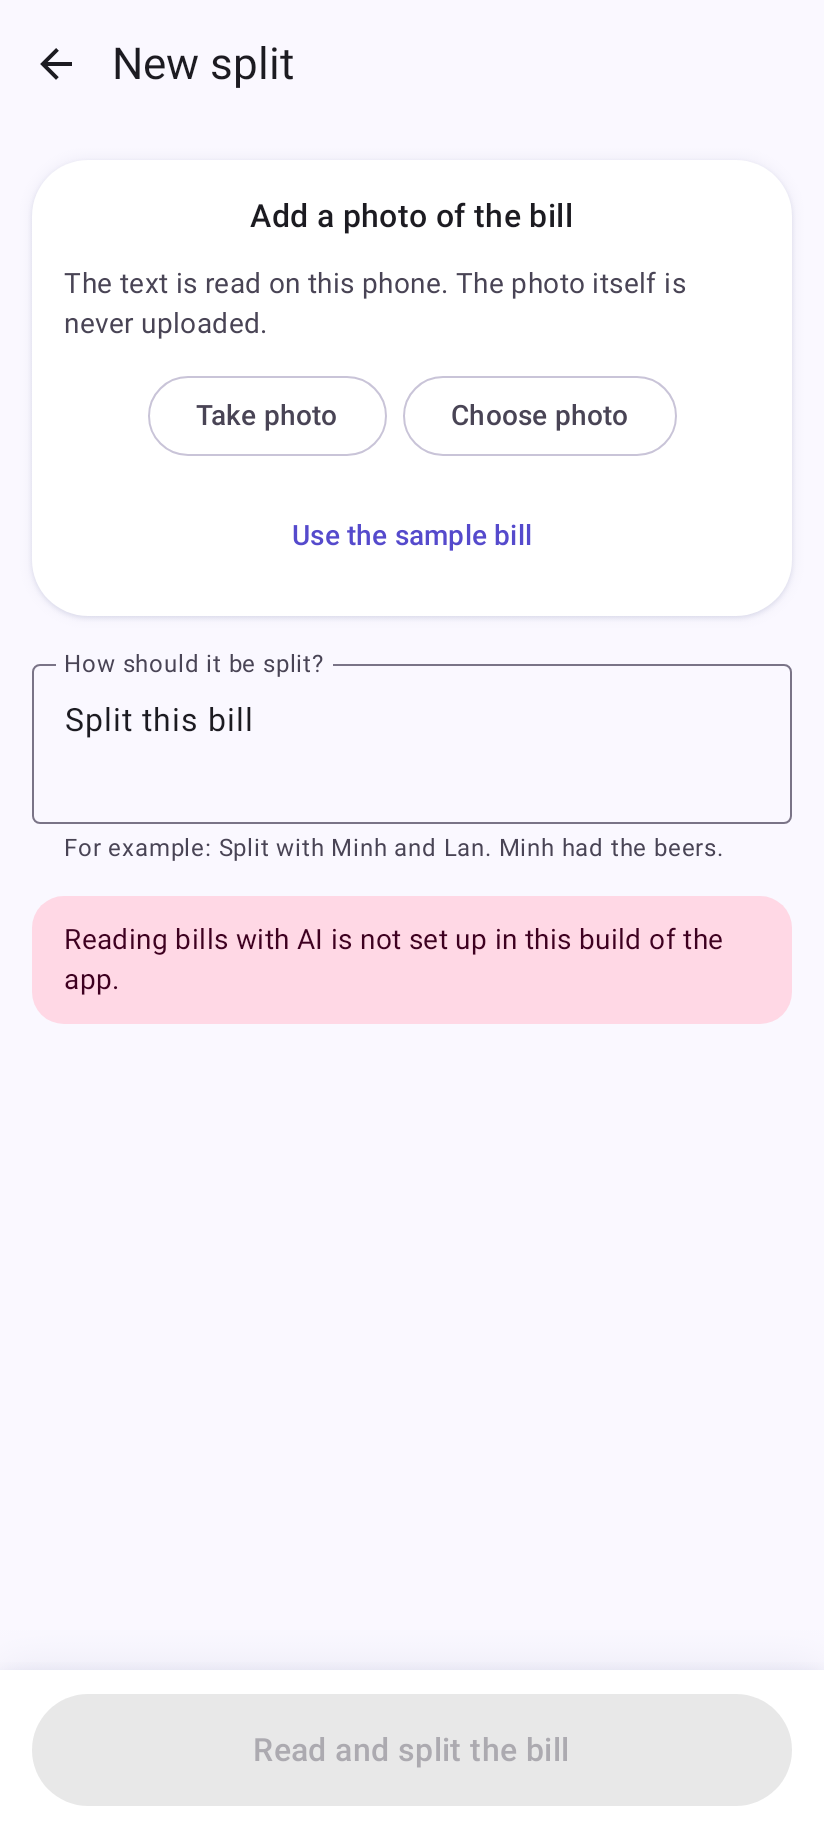 New split
Add a photo of the bill
The text is read on this phone. The photo itself is
never uploaded.
Take photo
Choose photo
Use the sample bill
How should it be split?
Split this bill
For example: Split with Minh and Lan. Minh had the beers.
Reading bills with AI is not set up in this build of the
app.
Read and split the bill